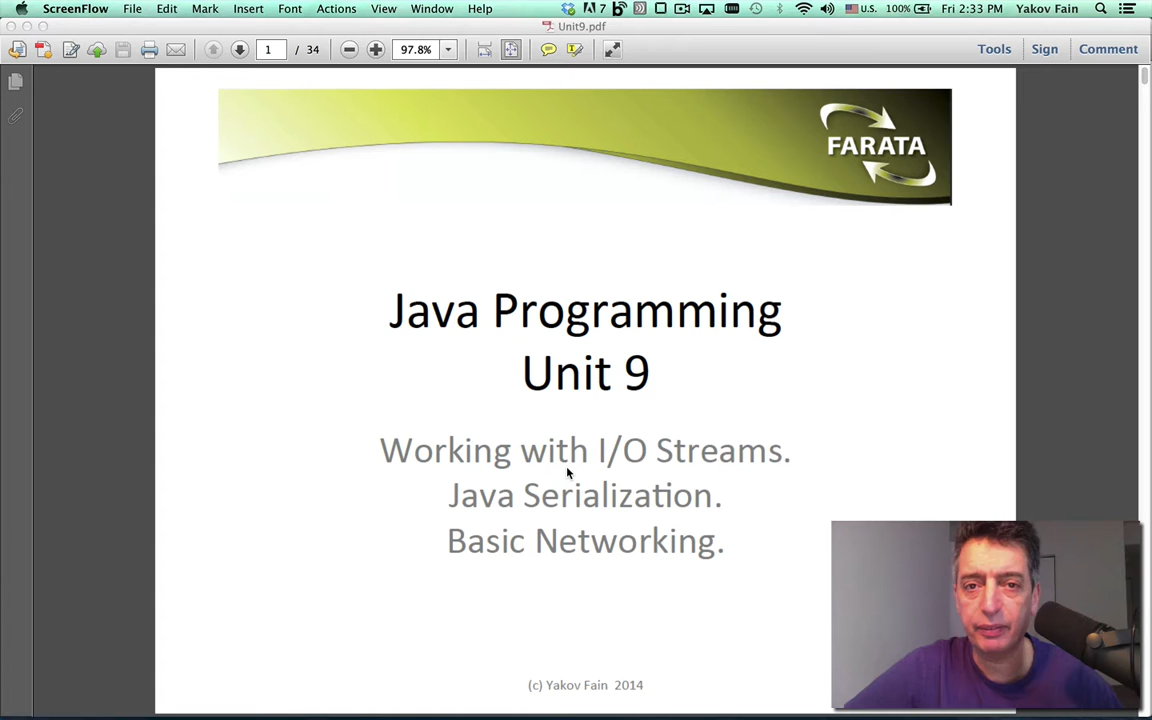 ScreenFlow File Edit Mark Insert Font Actions View Window Help 7 U.S. 100% Fri 2:33 PM Yakov Fain
Unit9.pdf
1 / 34 97.8% Tools Sign Comment
FARATA
Java Programming
Unit 9
Working with I/O Streams.
Java Serialization.
Basic Networking.
(c) Yakov Fain 2014